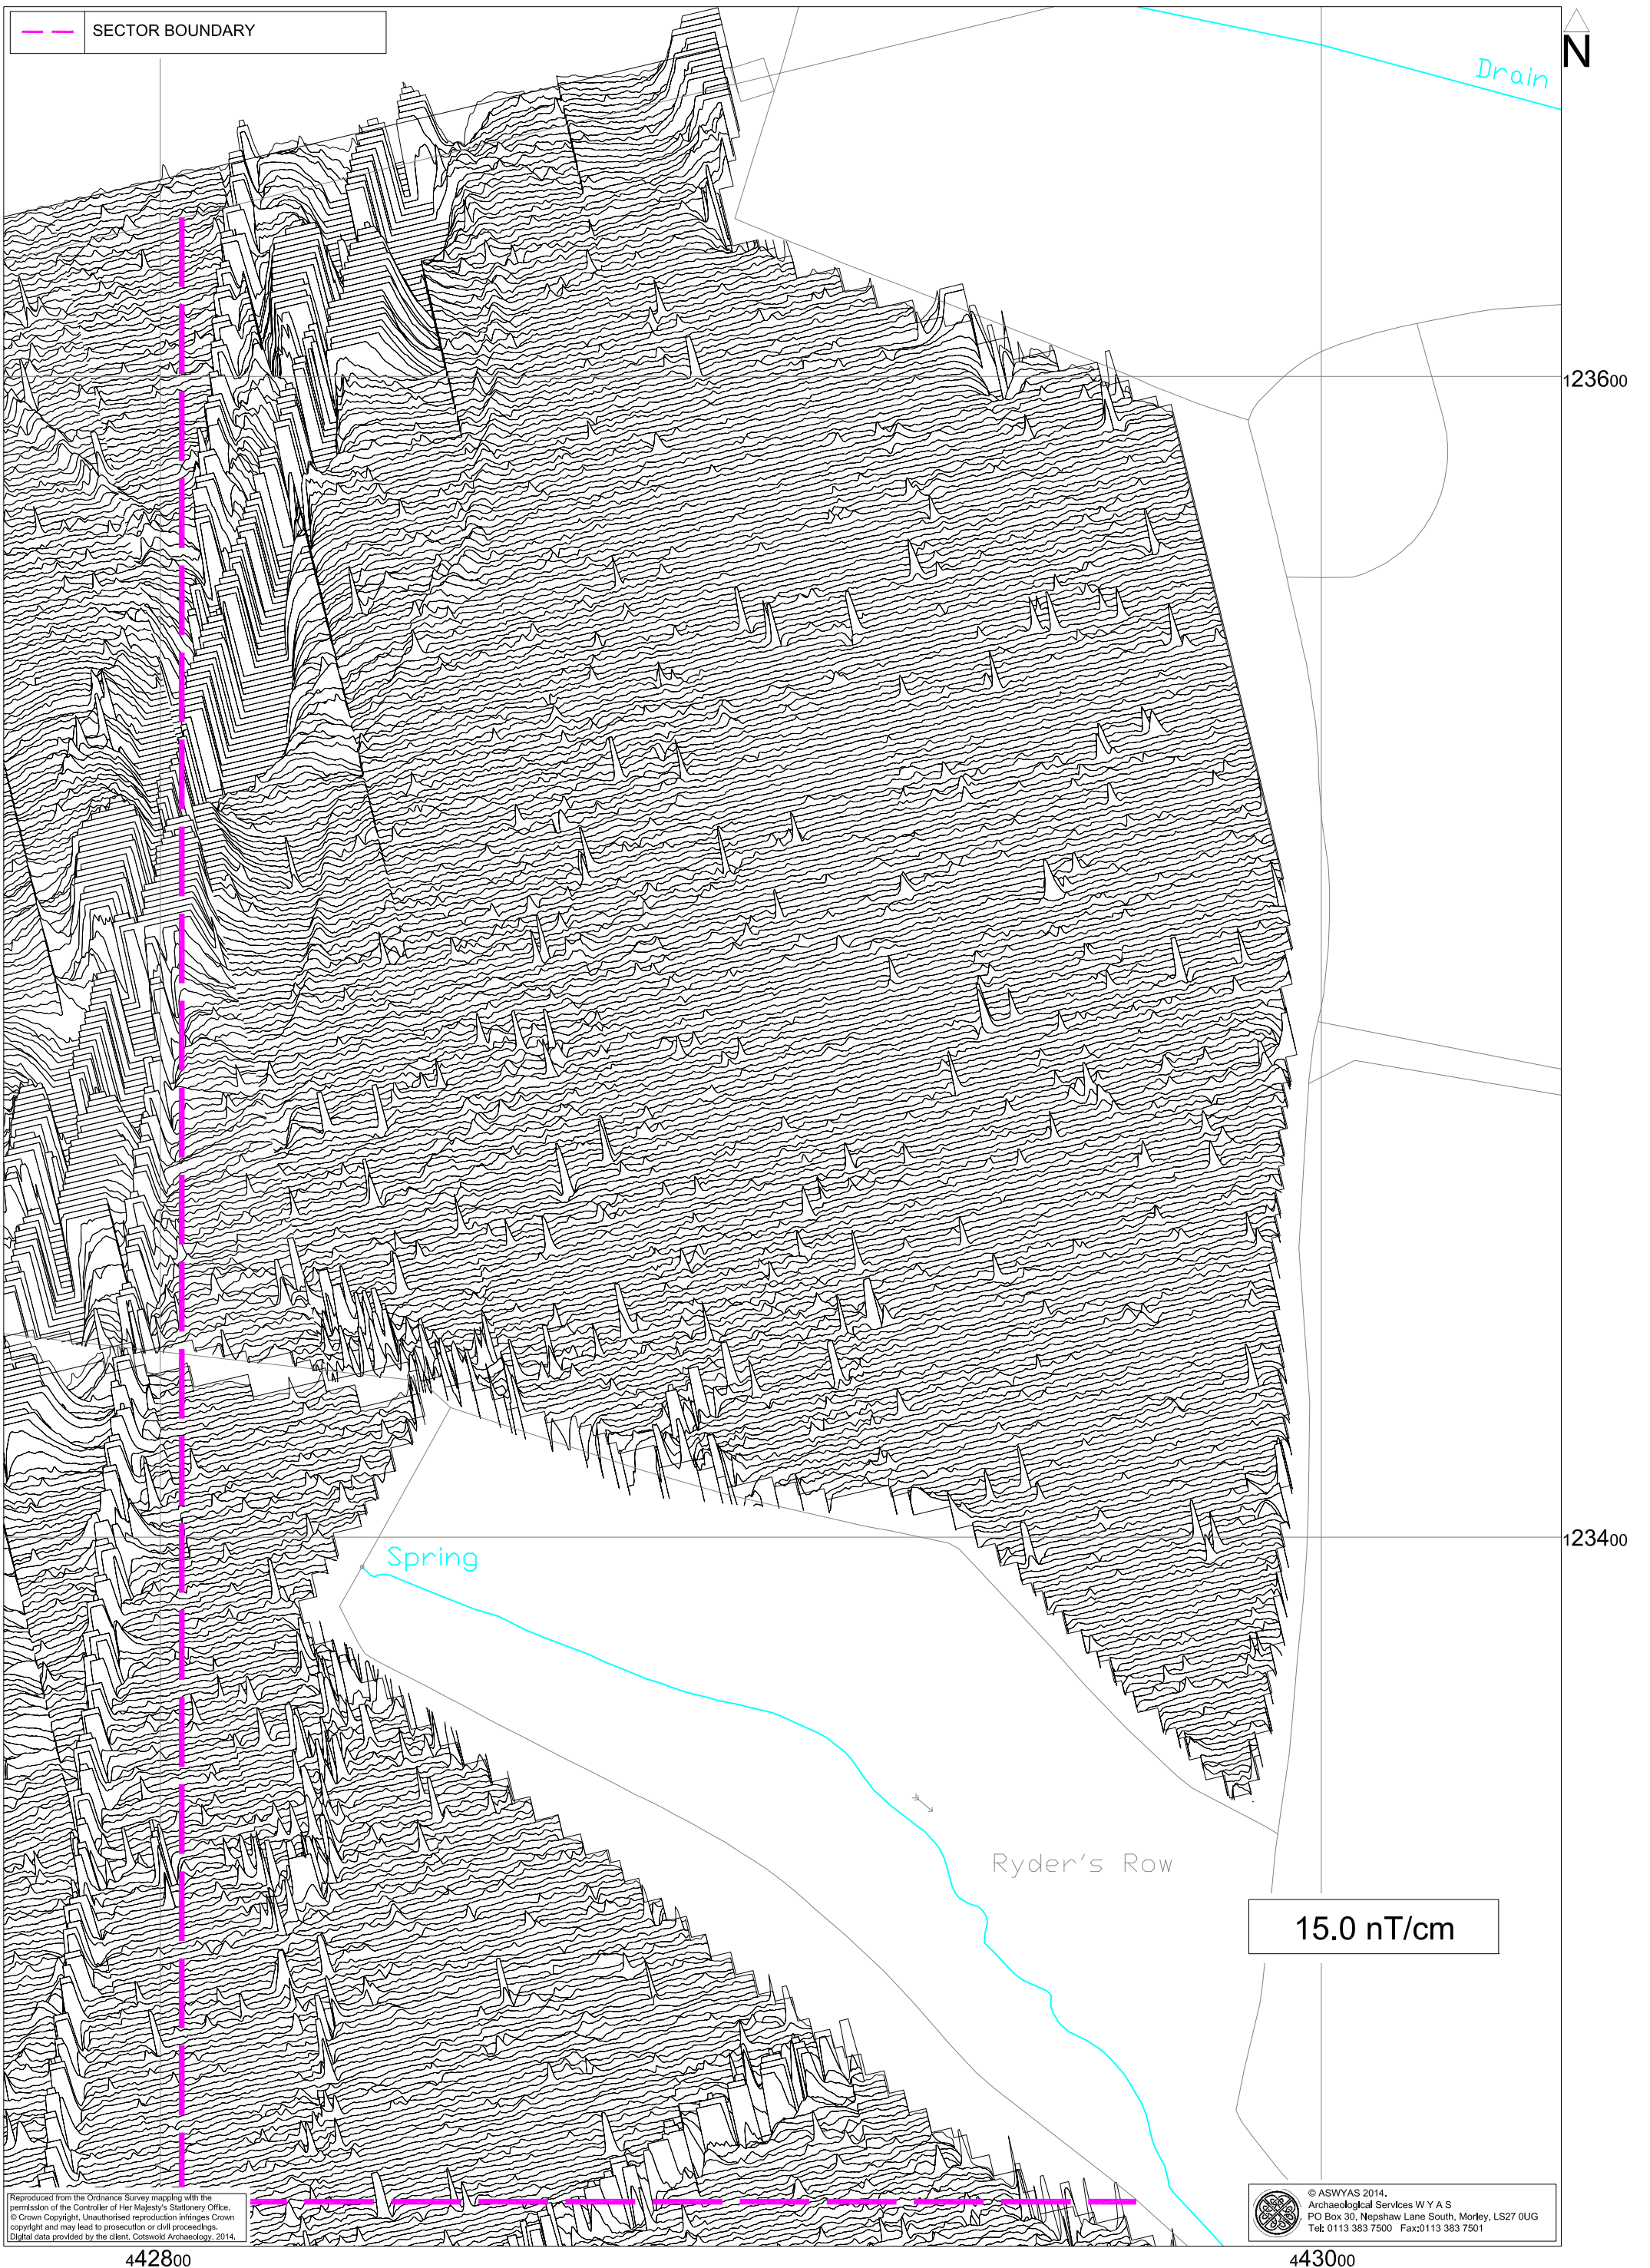 SECTOR BOUNDARY
N
Drain
123600
Spring
123400
Ryder's Row
15.0 nT/cm
Reproduced from the Ordnance Survey mapping with the
permission of the Controller of Her Majesty's Stationery Office.
© Crown Copyright. Unauthorised reproduction infringes Crown
copyright and may lead to prosecution or civil proceedings.
Digital data provided by the client, Cotswold Archaeology, 2014.
© ASWYAS 2014.
Archaeological Services W Y A S
PO Box 30, Nepshaw Lane South, Morley, LS27 0UG
Tel: 0113 383 7500 Fax:0113 383 7501
442800
443000